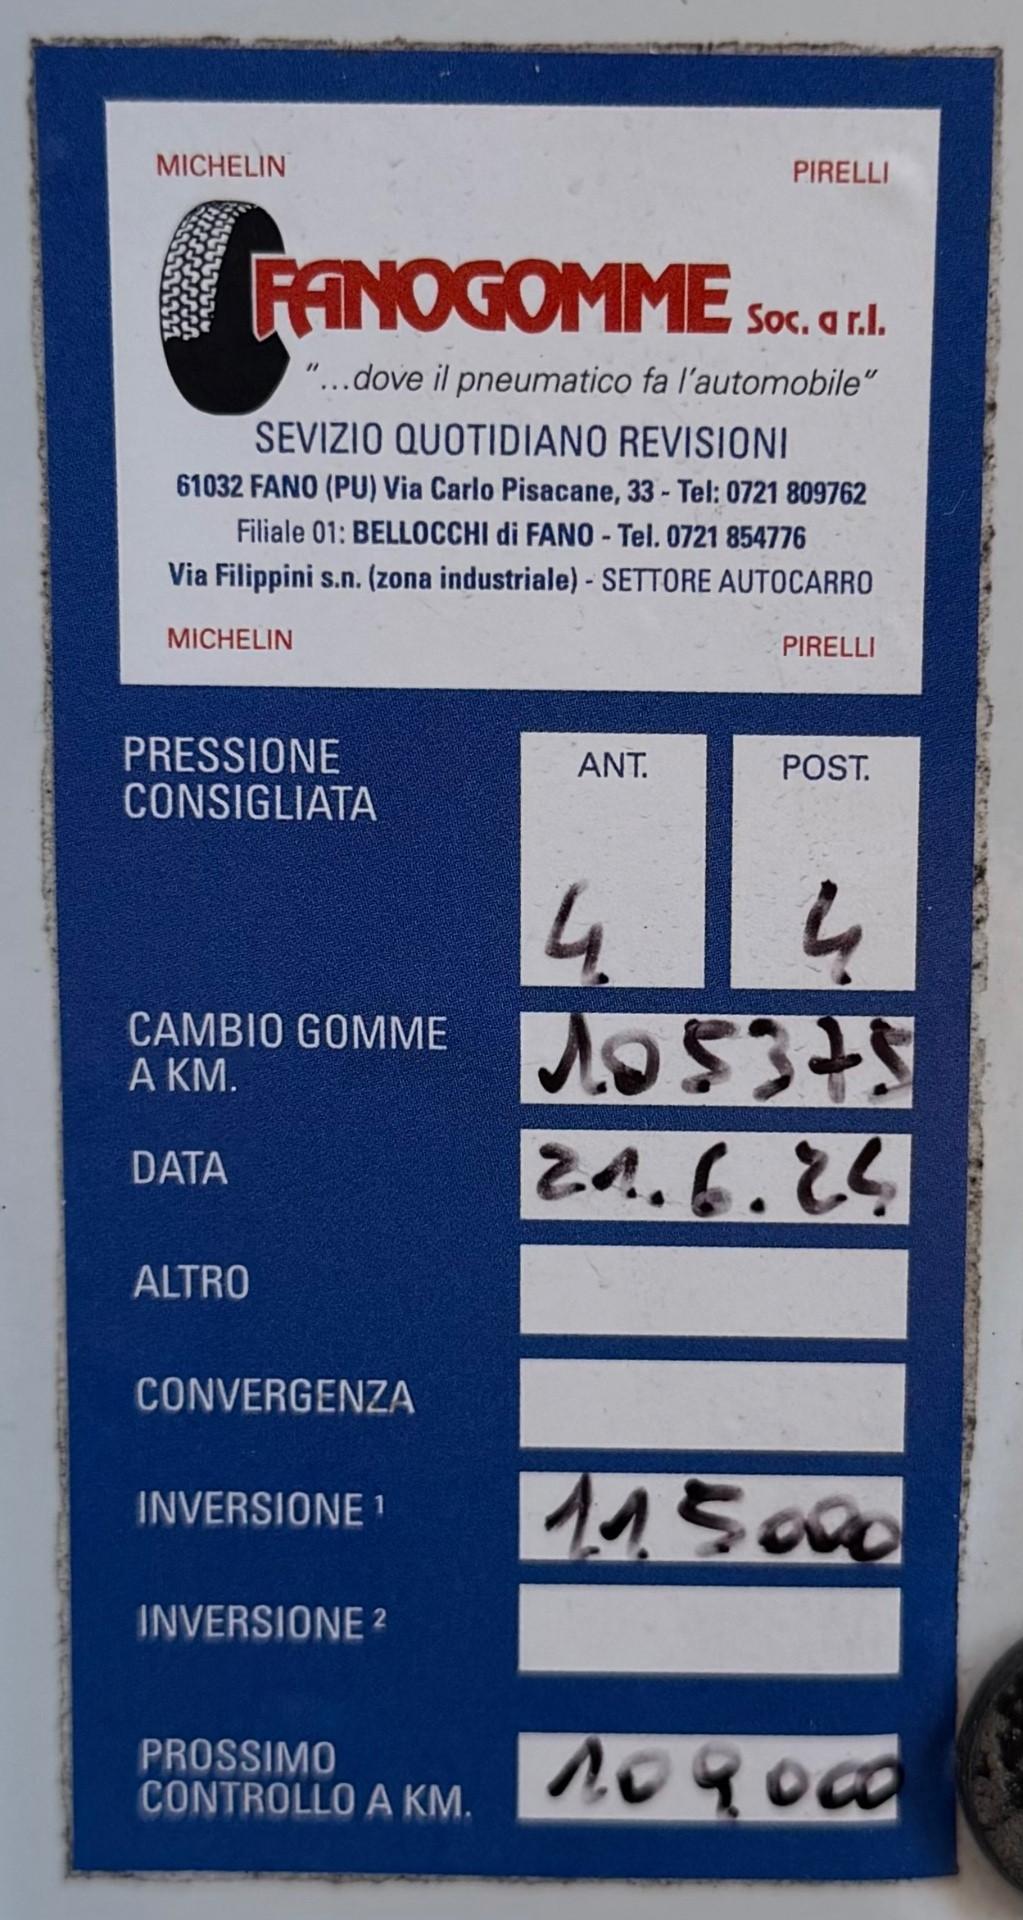 MICHELIN PIRELLI
FANOGOMME Soc. a r.l.
"...dove il pneumatico fa l'automobile"
SEVIZIO QUOTIDIANO REVISIONI
61032 FANO (PU) Via Carlo Pisacane, 33 - Tel: 0721 809762
Filiale 01: BELLOCCHI di FANO - Tel. 0721 854776
Via Filippini s.n. (zona industriale) - SETTORE AUTOCARRO
MICHELIN PIRELLI
PRESSIONE CONSIGLIATA
ANT. POST.
4 4
CAMBIO GOMME
A KM. 105375
DATA 21.6.24
ALTRO
CONVERGENZA
INVERSIONE 1 115000
INVERSIONE 2
PROSSIMO
CONTROLLO A KM. 109000